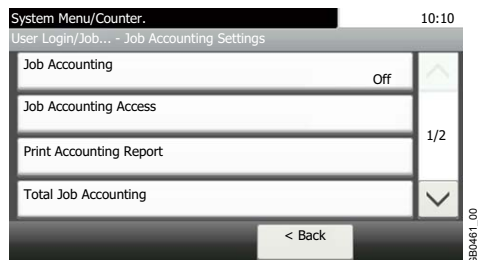 System Menu/Counter.
10:10
User Login/Job... - Job Accounting Settings
Job Accounting
Off
Job Accounting Access
1/2
Print Accounting Report
Total Job Accounting
< Back
GB0461_00